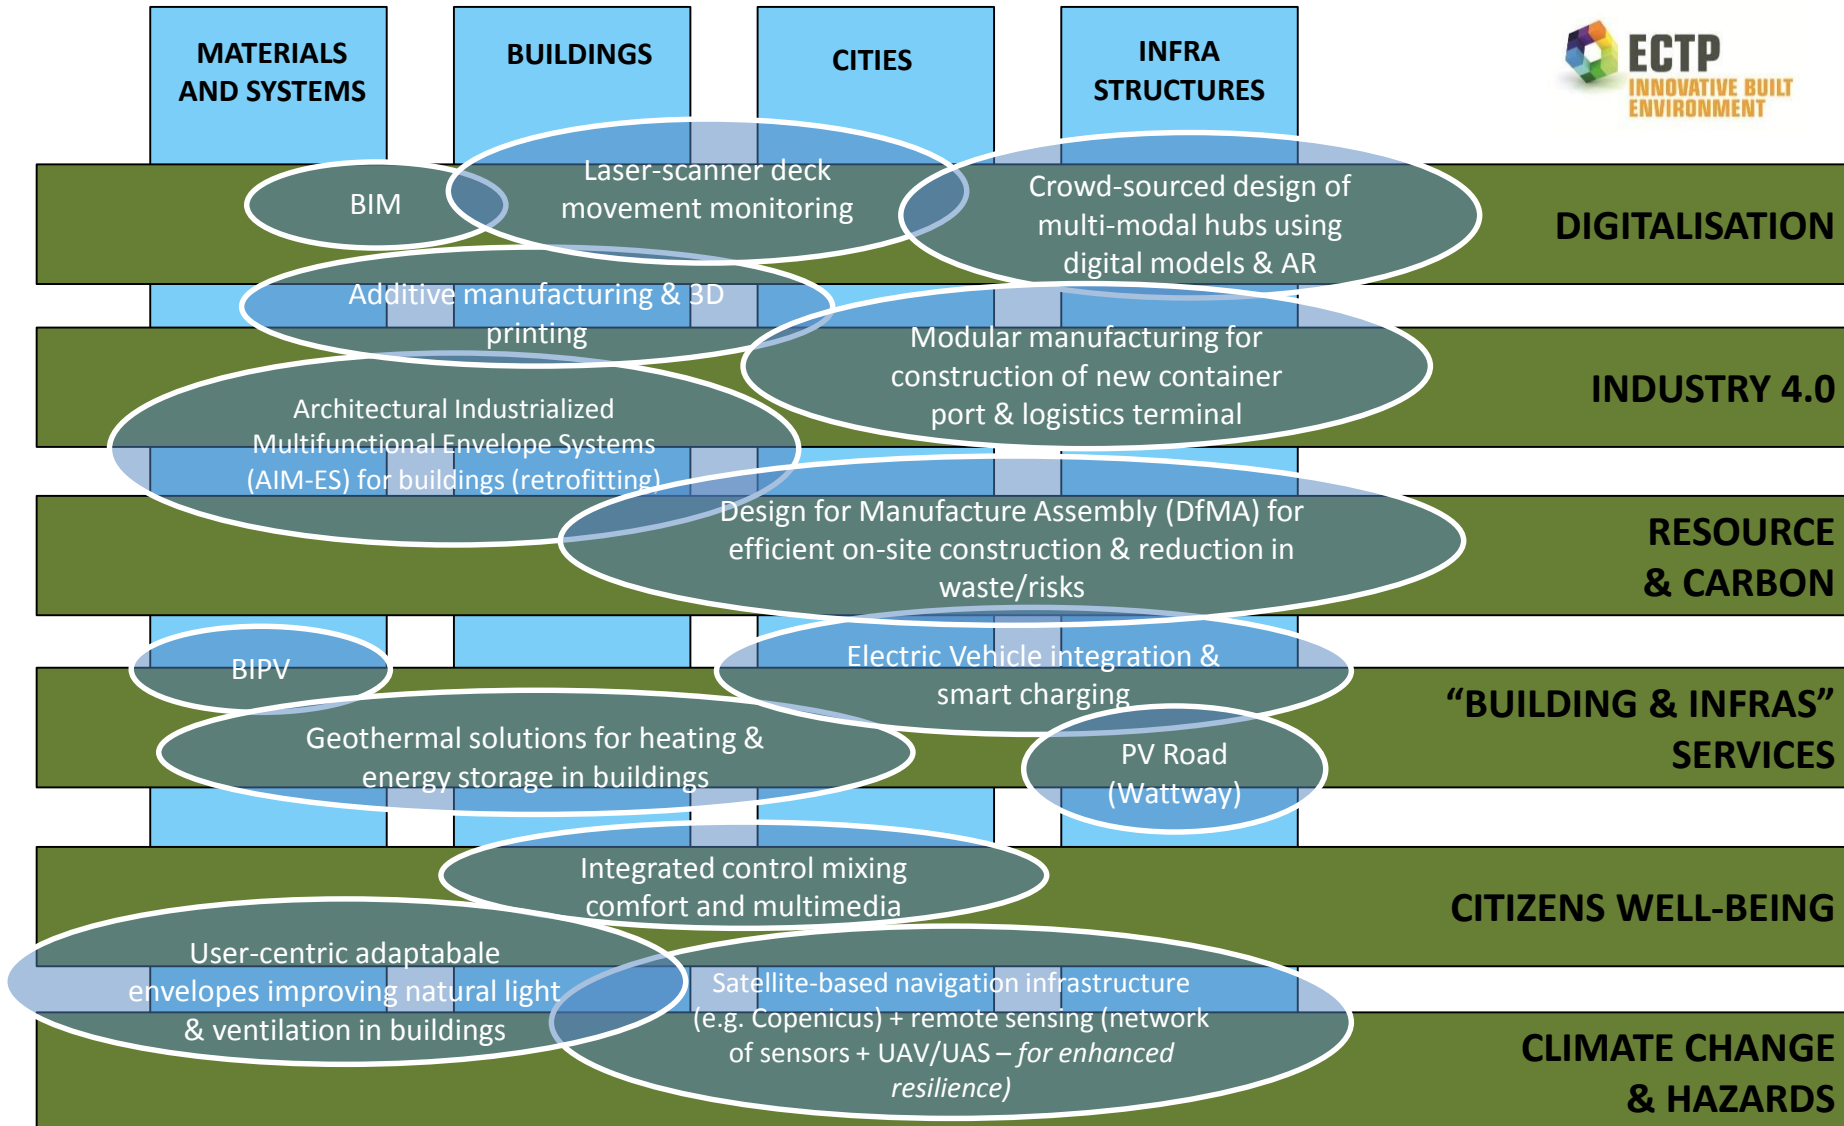 MATERIALS
AND SYSTEMS
BUILDINGS
CITIES
INFRA
STRUCTURES
ECTP
INNOVATIVE BUILT
ENVIRONMENT
BIM
Laser-scanner deck
movement monitoring
Crowd-sourced design of
multi-modal hubs using
digital models & AR
DIGITALISATION
Additive manufacturing & 3D
printing
Modular manufacturing for
construction of new container
port & logistics terminal
INDUSTRY 4.0
Architectural Industrialized
Multifunctional Envelope Systems
(AIM-ES) for buildings (retrofitting)
Design for Manufacture Assembly (DfMA) for
efficient on-site construction & reduction in
waste/risks
RESOURCE
& CARBON
BIPV
Electric Vehicle integration &
smart charging
“BUILDING & INFRAS”
SERVICES
Geothermal solutions for heating &
energy storage in buildings
PV Road
(Wattway)
Integrated control mixing
comfort and multimedia
CITIZENS WELL-BEING
User-centric adaptabale
envelopes improving natural light
& ventilation in buildings
Satellite-based navigation infrastructure
(e.g. Copenicus) + remote sensing (network
of sensors + UAV/UAS – for enhanced
resilience)
CLIMATE CHANGE
& HAZARDS